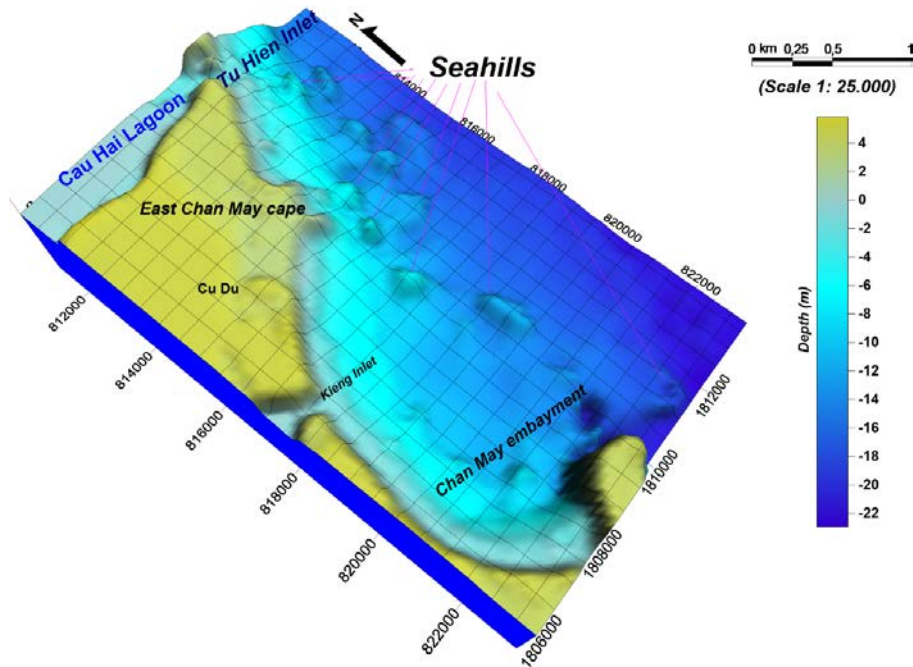 Tu Hien Inlet
N
Seahills
Cau Hai Lagoon
East Chan May cape
Cu Du
Kieng Inlet
Chan May embayment
814000
816000
818000
820000
822000
812000
814000
816000
818000
820000
822000
1812000
1810000
1808000
1806000
0 km 0,25 0,5 1
(Scale 1: 25.000)
4
2
0
-2
-4
-6
-8
-10
-12
-14
-16
-18
-20
-22
Depth (m)